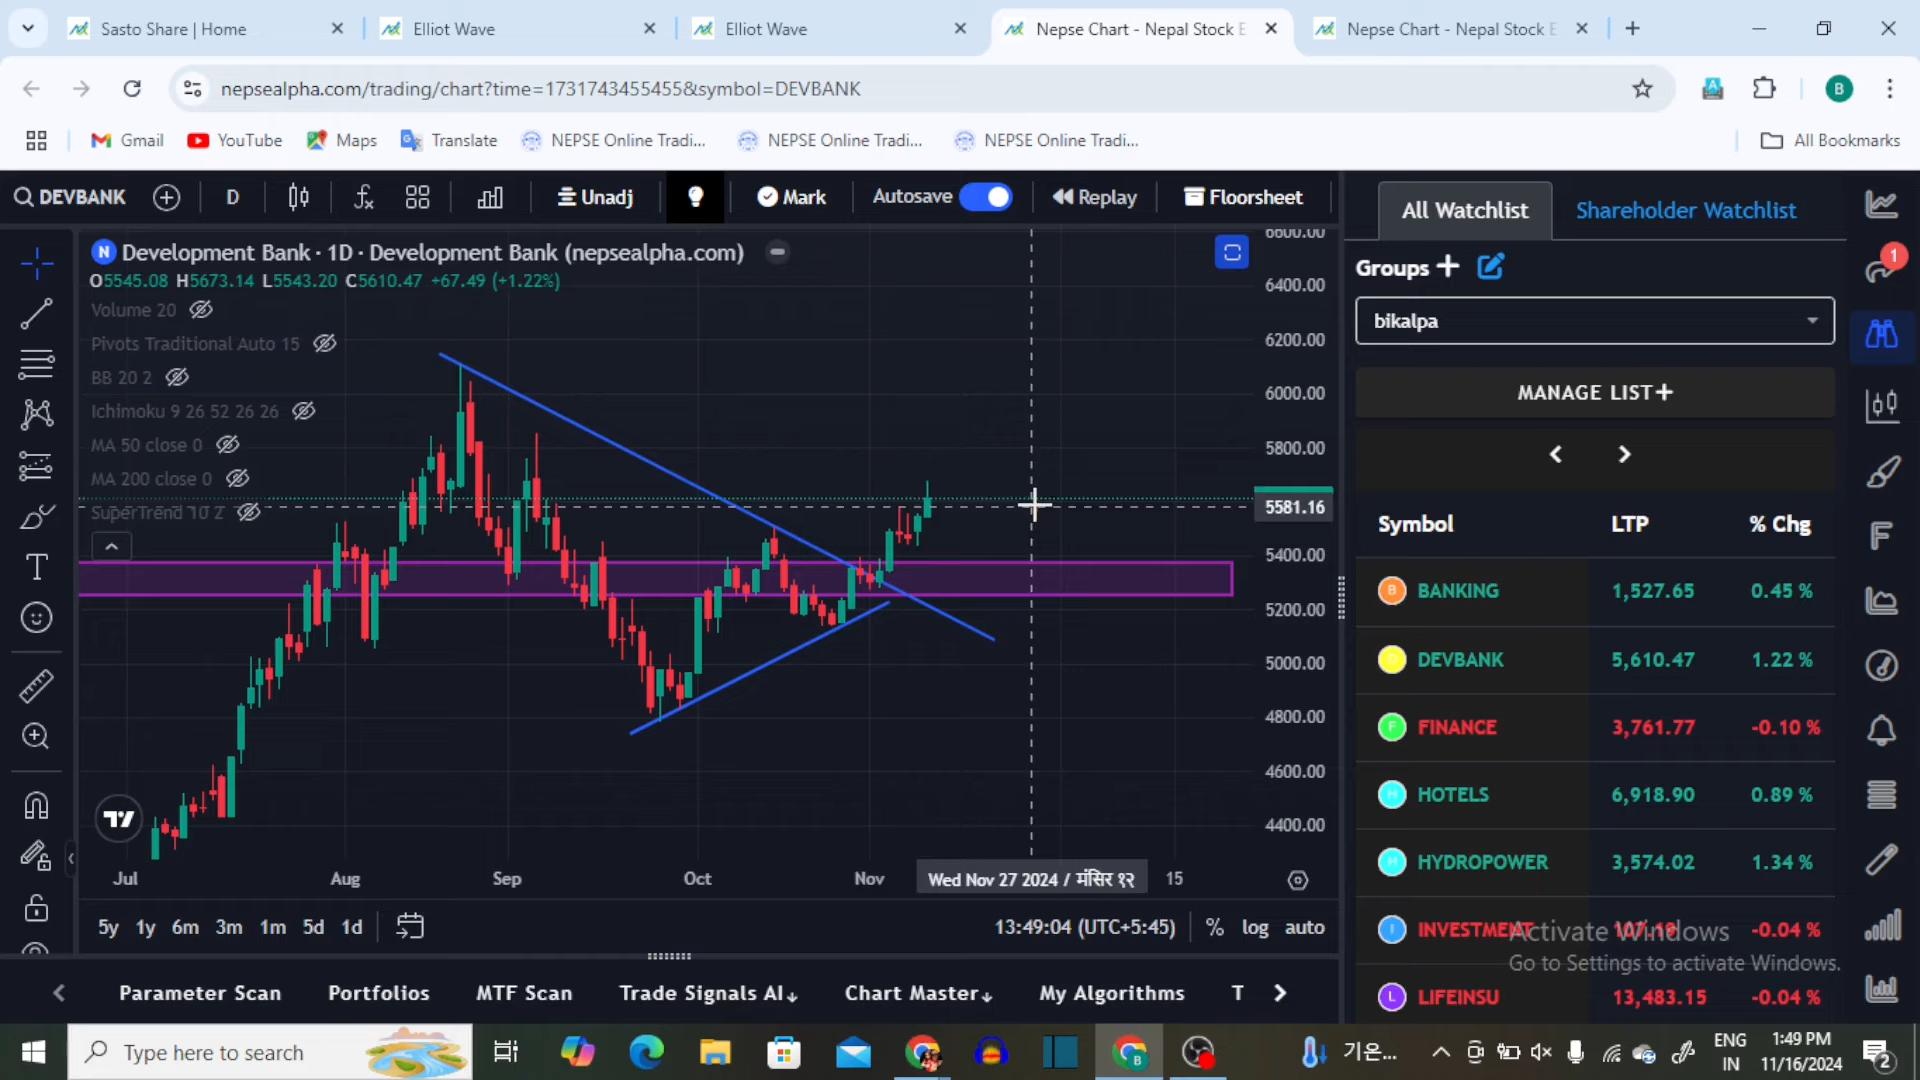 Sasto Share | Home
Elliot Wave
Elliot Wave
Nepse Chart - Nepal Stock E
Nepse Chart - Nepal Stock E
nepsealpha.com/trading/chart?time=1731743455455&symbol=DEVBANK
B
Gmail
YouTube
Maps
Translate
NEPSE Online Tradi...
NEPSE Online Tradi...
NEPSE Online Tradi...
All Bookmarks
DEVBANK
D
Unadj
Mark
Autosave
Replay
Floorsheet
N Development Bank · 1D · Development Bank (nepsealpha.com)
O5545.08 H5673.14 L5543.20 C5610.47 +67.49 (+1.22%)
Volume 20
Pivots Traditional Auto 15
BB 20 2
Ichimoku 9 26 52 26 26
MA 50 close 0
MA 200 close 0
SuperTrend 10 2
6600.00
6400.00
6200.00
6000.00
5800.00
5581.16
5400.00
5200.00
5000.00
4800.00
4600.00
4400.00
Jul
Aug
Sep
Oct
Nov
Wed Nov 27 2024 / मंसिर १२
15
5y 1y 6m 3m 1m 5d 1d
13:49:04 (UTC+5:45)
% log auto
Parameter Scan
Portfolios
MTF Scan
Trade Signals AI↓
Chart Master↓
My Algorithms
T
All Watchlist
Shareholder Watchlist
1
Groups
bikalpa
MANAGE LIST+
Symbol LTP % Chg
B BANKING 1,527.65 0.45 %
DEVBANK 5,610.47 1.22 %
F FINANCE 3,761.77 -0.10 %
H HOTELS 6,918.90 0.89 %
H HYDROPOWER 3,574.02 1.34 %
I INVESTMENT 107.19 -0.04 %
L LIFEINSU 13,483.15 -0.04 %
F
Activate Windows
Go to Settings to activate Windows.
Type here to search
B
기온...
ENG
IN
1:49 PM
11/16/2024
2